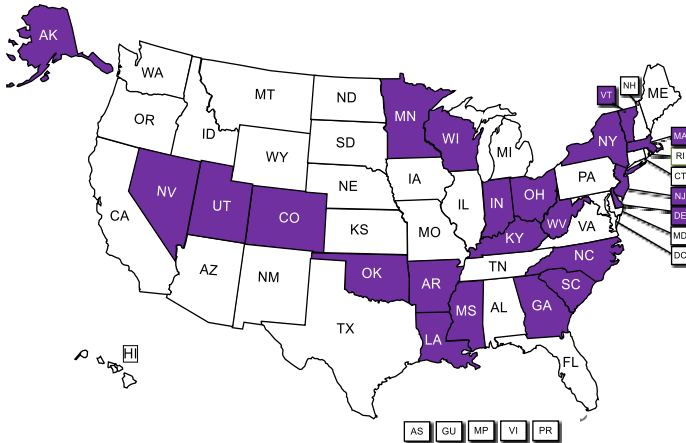 AK
WA
MT
ND
MN
VT
NH
ME
OR
ID
SD
WI
MI
NY
MA
RI
CT
WY
NE
IA
PA
NJ
NV
UT
CO
IL
IN
OH
DE
CA
KS
MO
KY
WV
VA
MD
DC
AZ
NM
OK
AR
TN
NC
SC
TX
LA
MS
AL
GA
FL
HI
AS
GU
MP
VI
PR